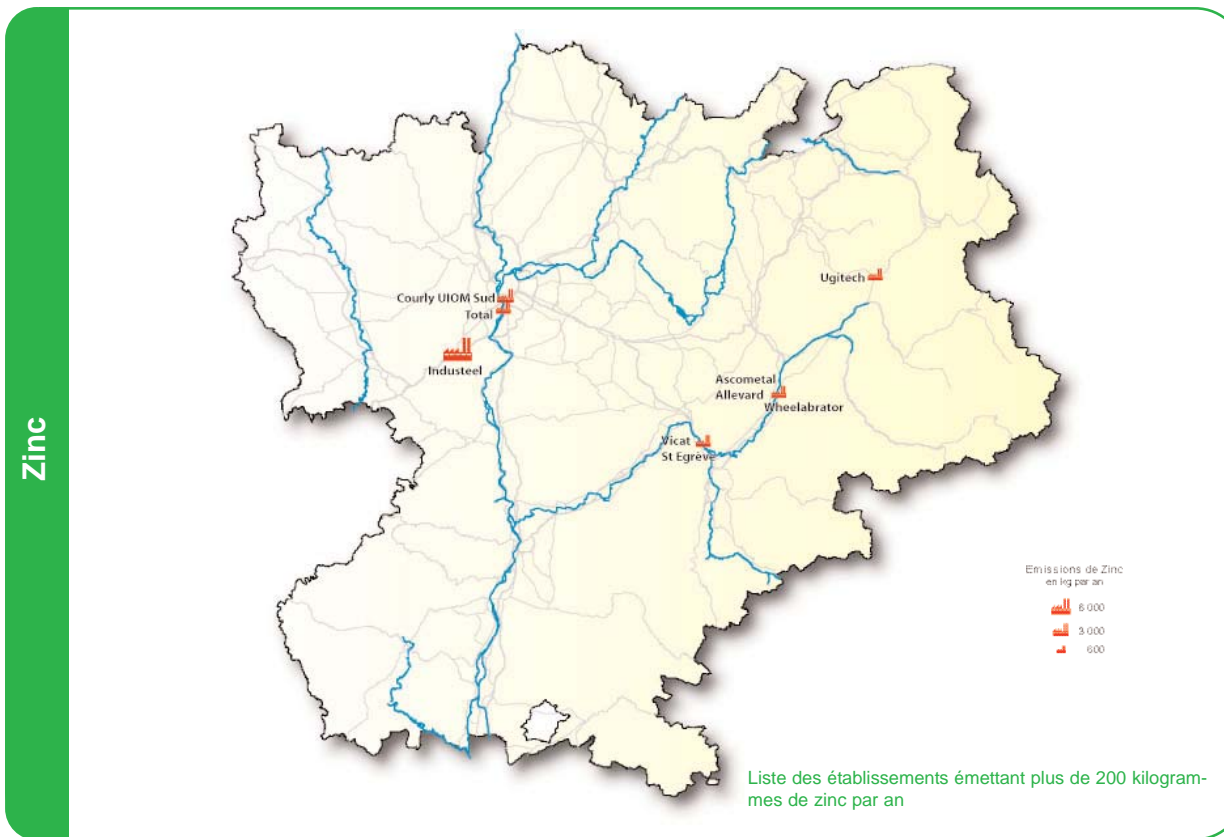 Zinc
Ugitech
Courly UIOM Sud
Total
Industeel
Ascometal
Allevard
Wheelabrator
Vicat
St Egrève
Emissions de Zinc
en kg par an
6 000
3 000
600
Liste des établissements émettant plus de 200 kilogram-
mes de zinc par an